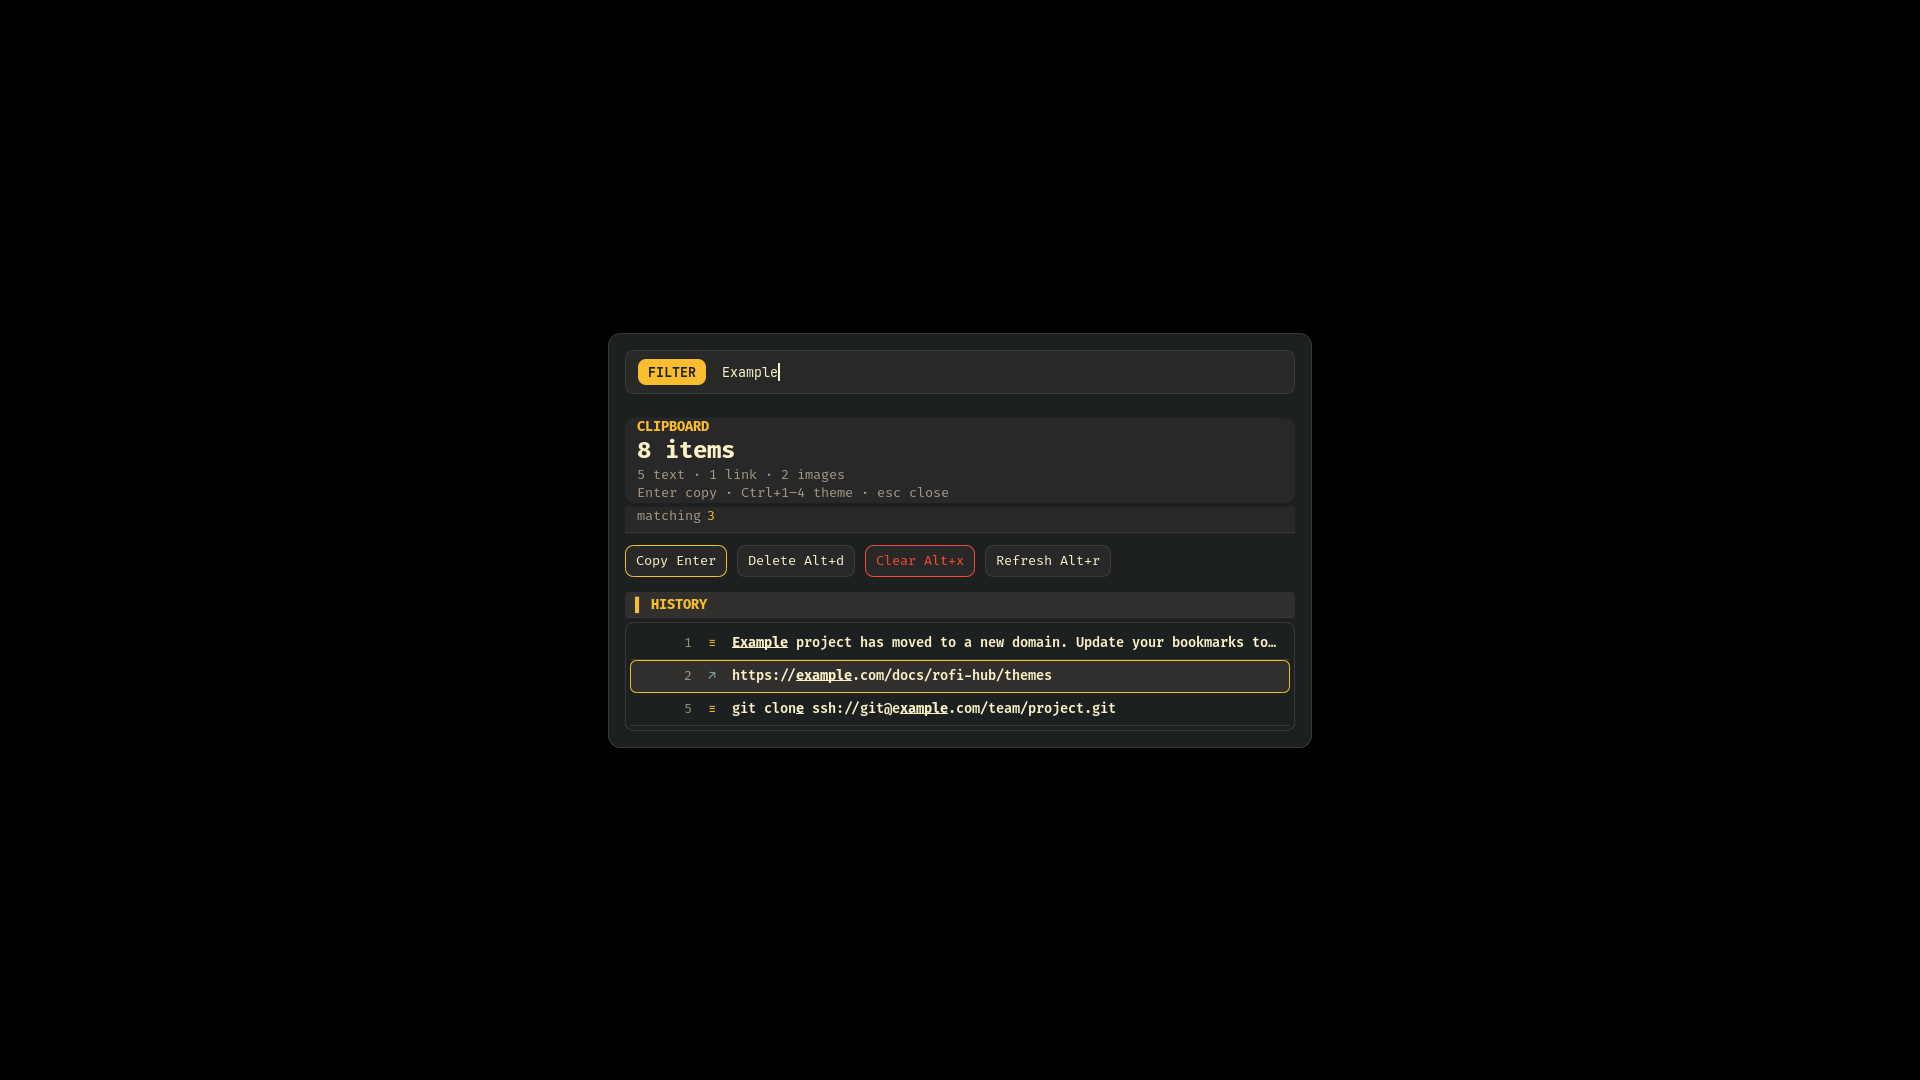 FILTER Example
CLIPBOARD
8 items
5 text · 1 link · 2 images
Enter copy · Ctrl+1—4 theme · esc close
matching 3
Copy Enter Delete Alt+d Clear Alt+x Refresh Alt+r
HISTORY
1 ≡ Example project has moved to a new domain. Update your bookmarks to…
2 ↗ https://example.com/docs/rofi-hub/themes
5 ≡ git clone ssh://git@example.com/team/project.git